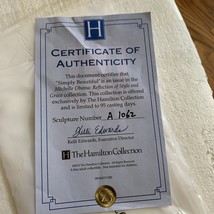 H
CERTIFICATE OF
AUTHENTICITY
This document certifies that
"Simply Beautiful" is an issue in the
Michelle Obama: Reflection of Style and
Grace collection. This collection is offered
exclusively by The Hamilton Collection
and is limited to 95 casting days.
Sculpture Number A 1062
Kelli Edwards
Kelli Edwards, Executive Director
H The Hamilton Collection